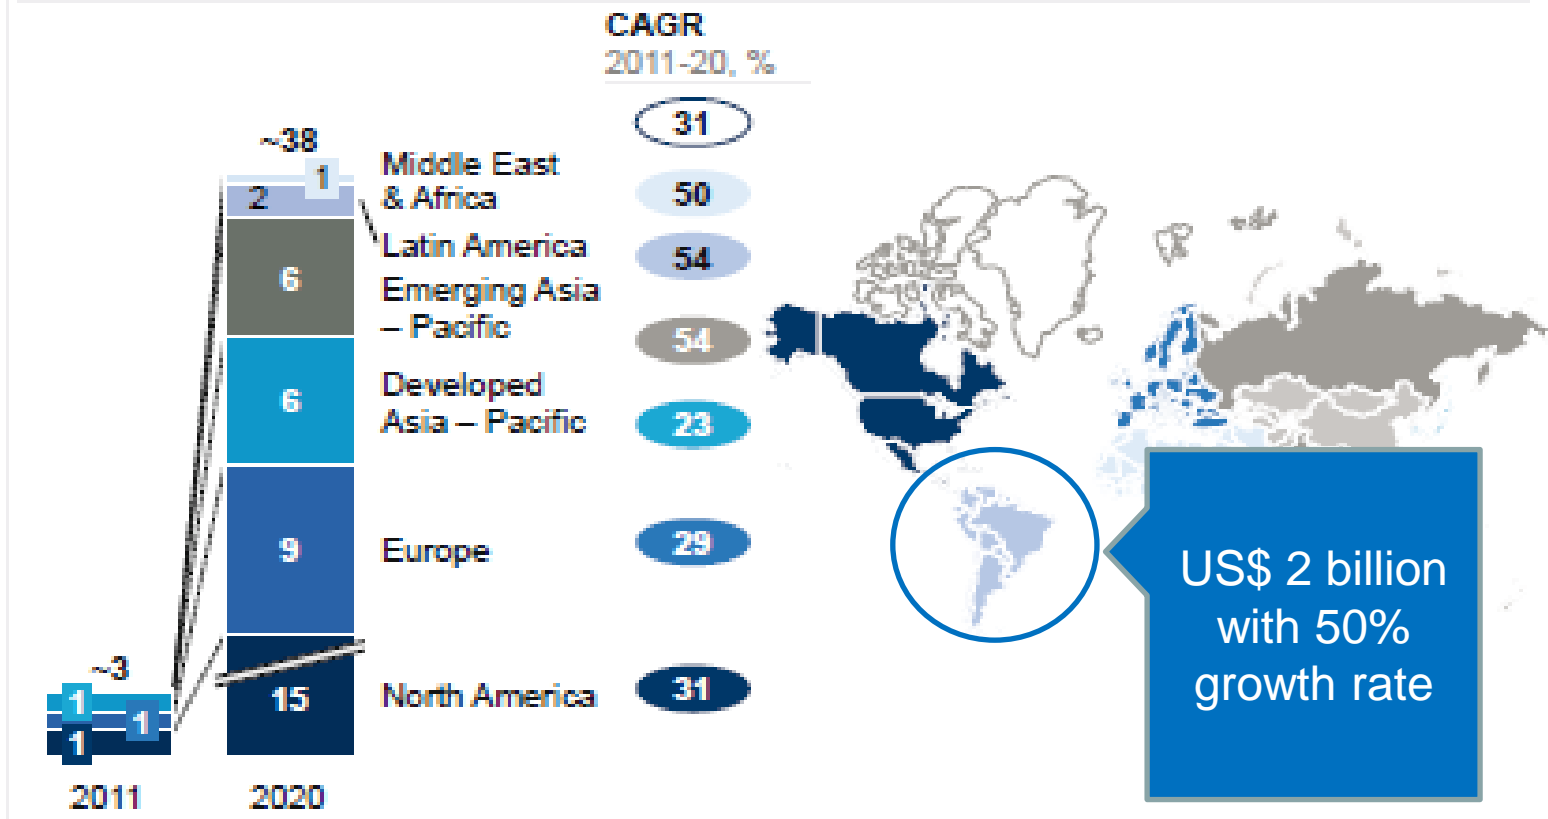 CAGR
2011-20, %
31
~38
1
2
6
6
9
15
Middle East
& Africa
50
Latin America
54
Emerging Asia
– Pacific
54
Developed
Asia – Pacific
23
Europe
29
North America
31
~3
1
1
1
2011
2020
US$ 2 billion
with 50%
growth rate